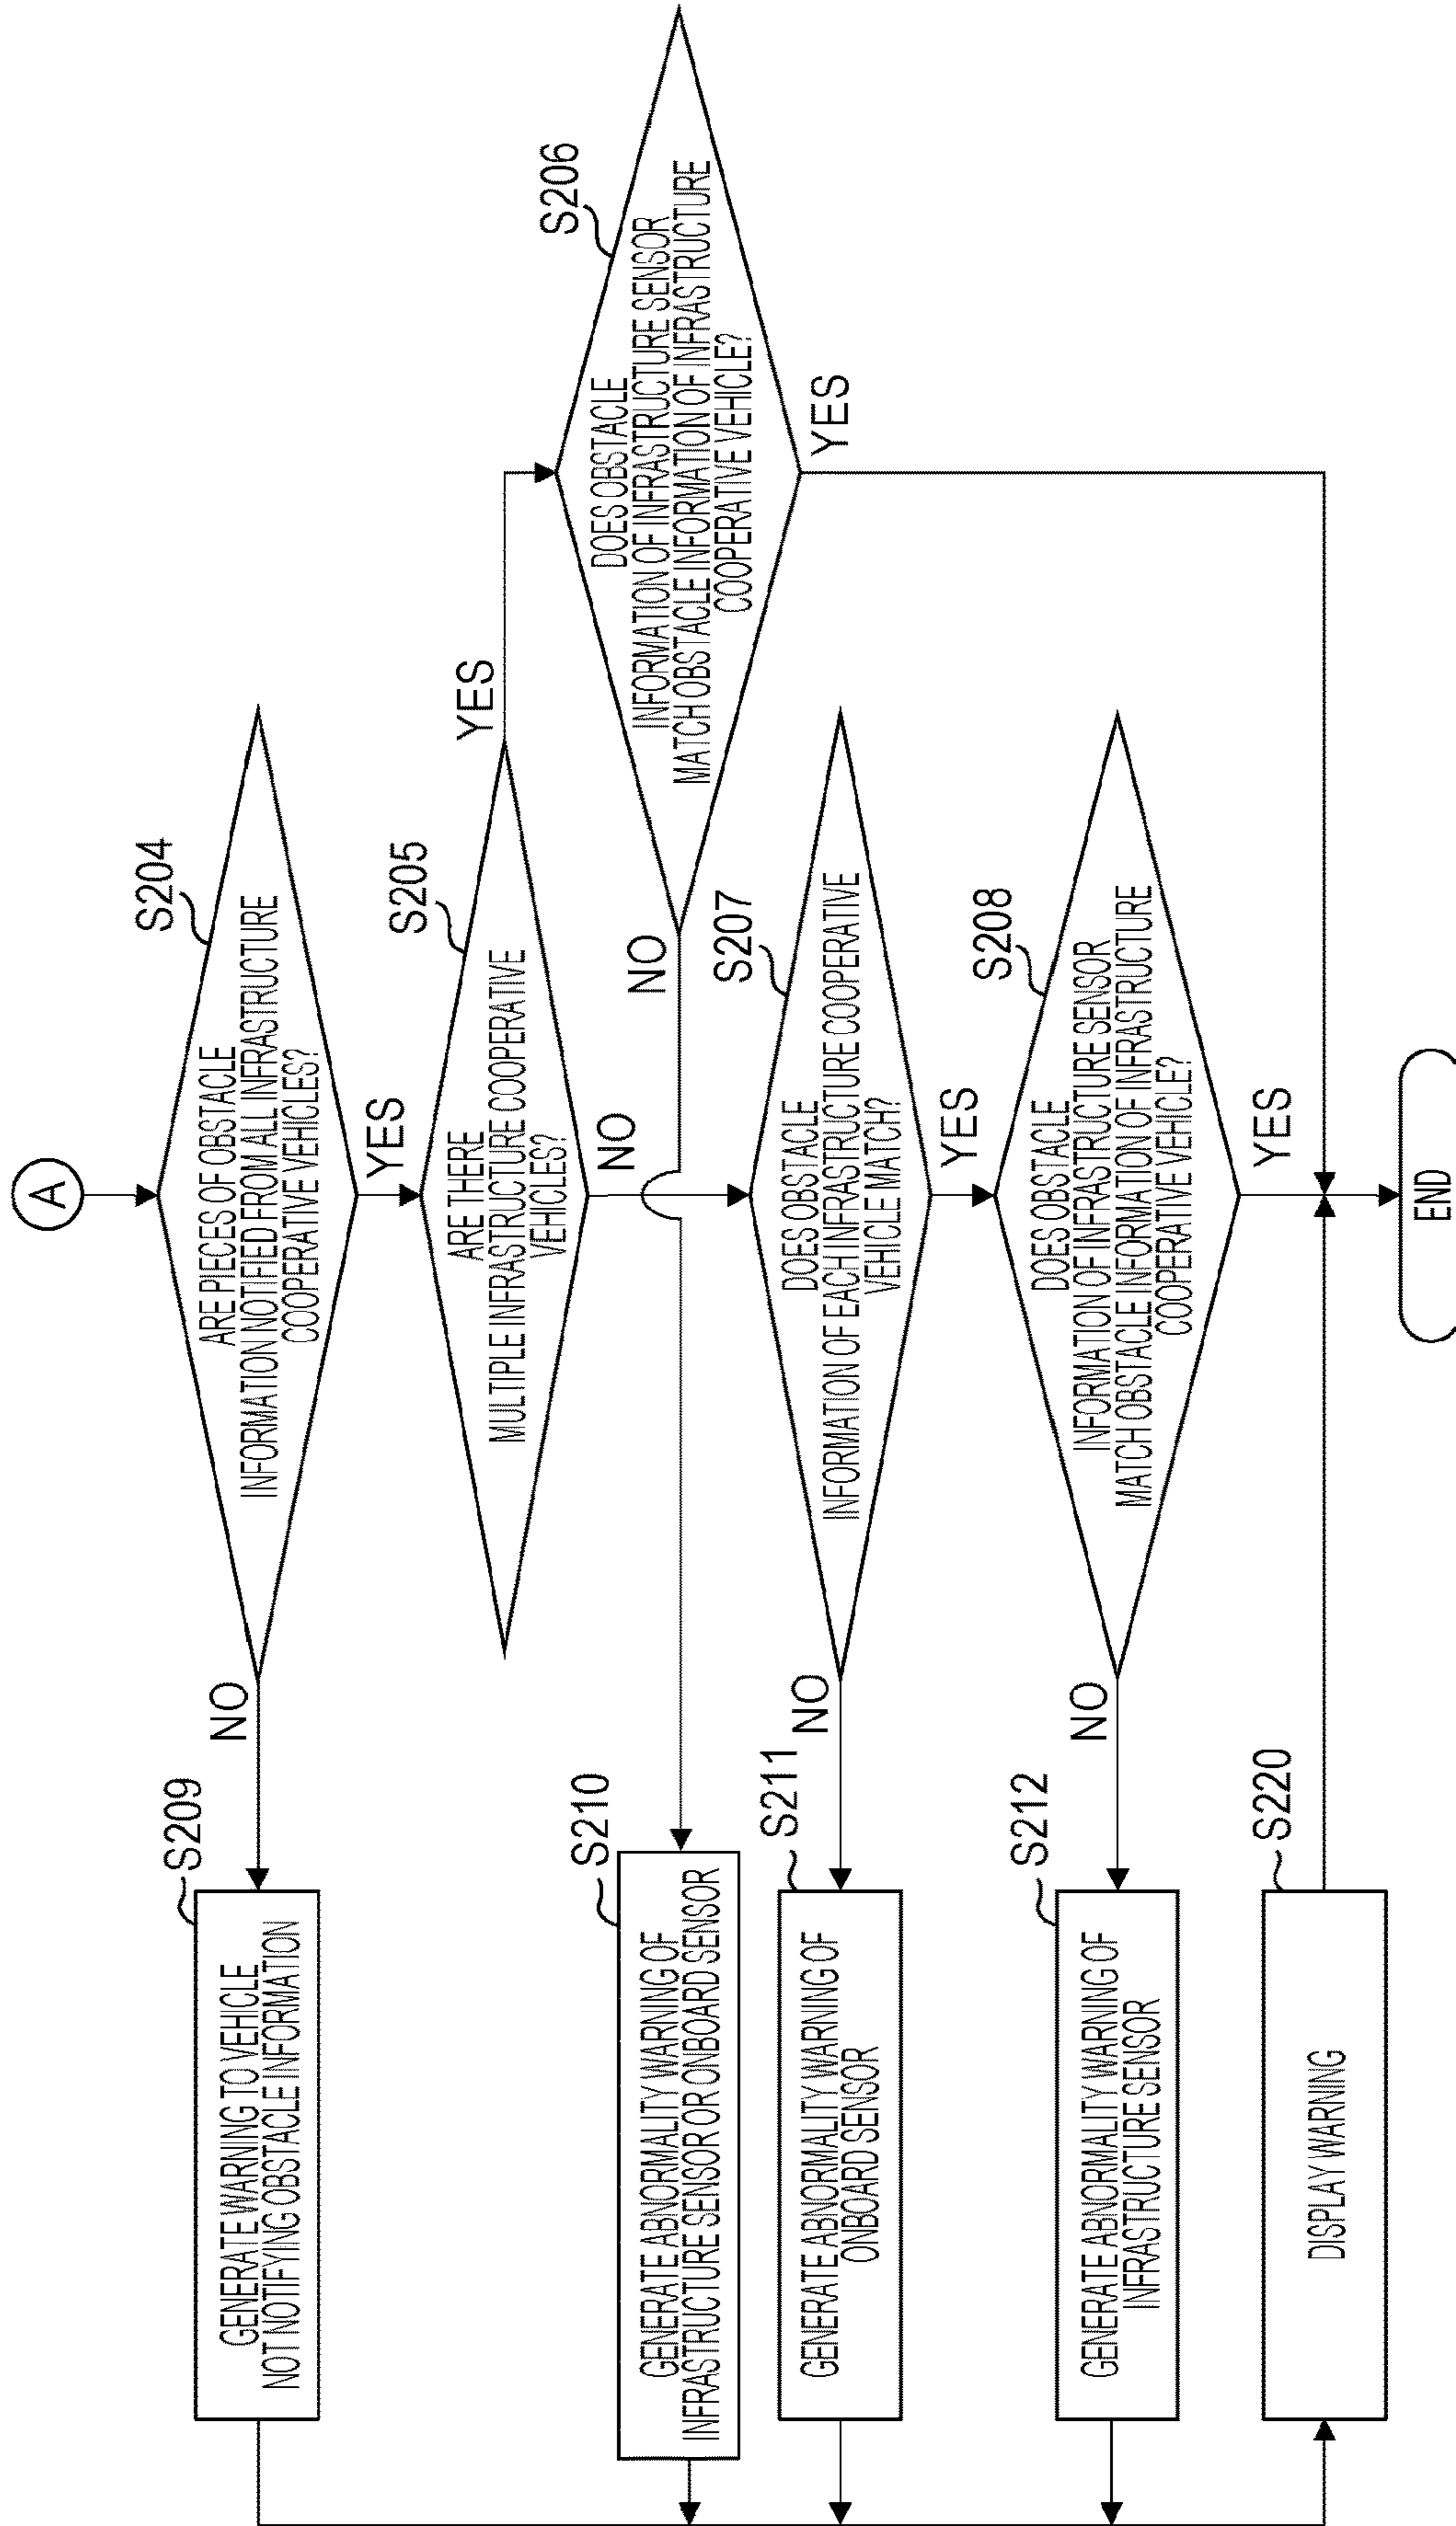 A
S204
ARE PIECES OF OBSTACLE
INFORMATION NOTIFIED FROM ALL INFRASTRUCTURE
COOPERATIVE VEHICLES?
NO
YES
S209
GENERATE WARNING TO VEHICLE
NOT NOTIFYING OBSTACLE INFORMATION
S205
ARE THERE
MULTIPLE INFRASTRUCTURE COOPERATIVE
VEHICLES?
YES
NO
S206
DOES OBSTACLE
INFORMATION OF INFRASTRUCTURE SENSOR
MATCH OBSTACLE INFORMATION OF INFRASTRUCTURE
COOPERATIVE VEHICLE?
NO
YES
S210
GENERATE ABNORMALITY WARNING OF
INFRASTRUCTURE SENSOR OR ONBOARD SENSOR
S207
DOES OBSTACLE
INFORMATION OF EACH INFRASTRUCTURE COOPERATIVE
VEHICLE MATCH?
NO
YES
S211
GENERATE ABNORMALITY WARNING OF
ONBOARD SENSOR
S208
DOES OBSTACLE
INFORMATION OF INFRASTRUCTURE SENSOR
MATCH OBSTACLE INFORMATION OF INFRASTRUCTURE
COOPERATIVE VEHICLE?
NO
YES
S212
GENERATE ABNORMALITY WARNING OF
INFRASTRUCTURE SENSOR
S220
DISPLAY WARNING
END